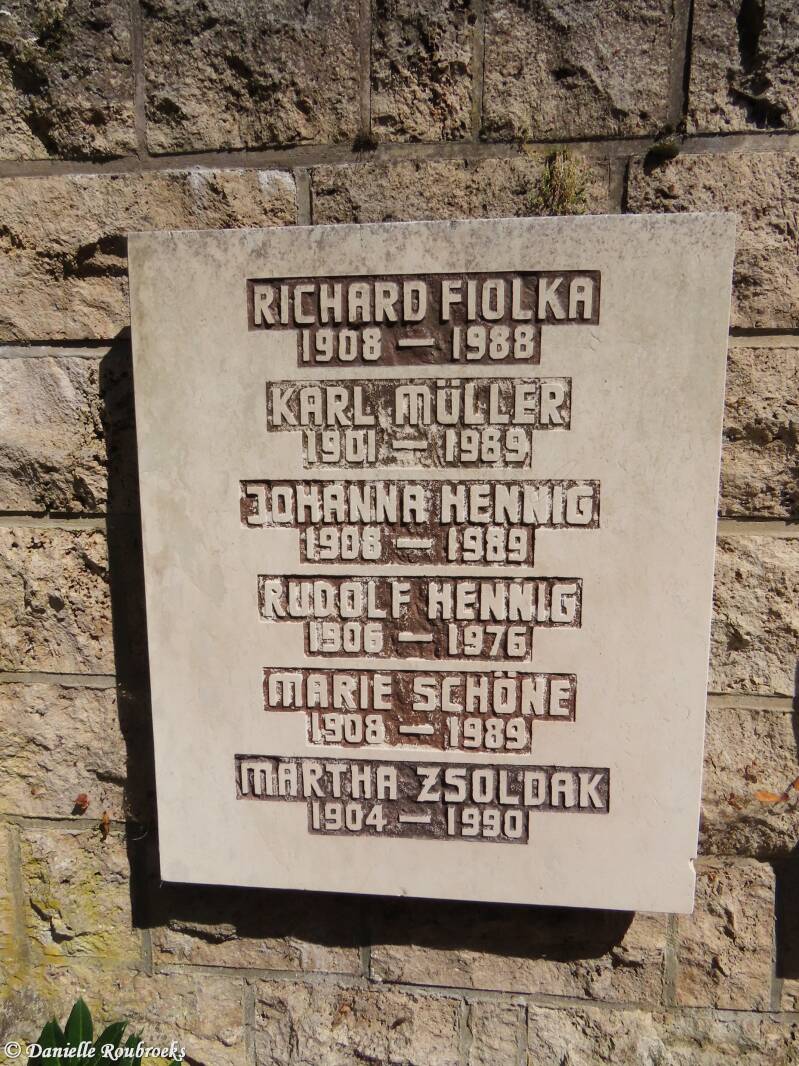 RICHARD FIOLKA
1908 — 1988
KARL MÜLLER
1901 — 1989
JOHANNA HENNIG
1908 — 1989
RUDOLF HENNIG
1906 — 1976
MARIE SCHÖNE
1908 — 1989
MARTHA ZSOLDAK
1904 — 1990
© Danielle Roubroeks